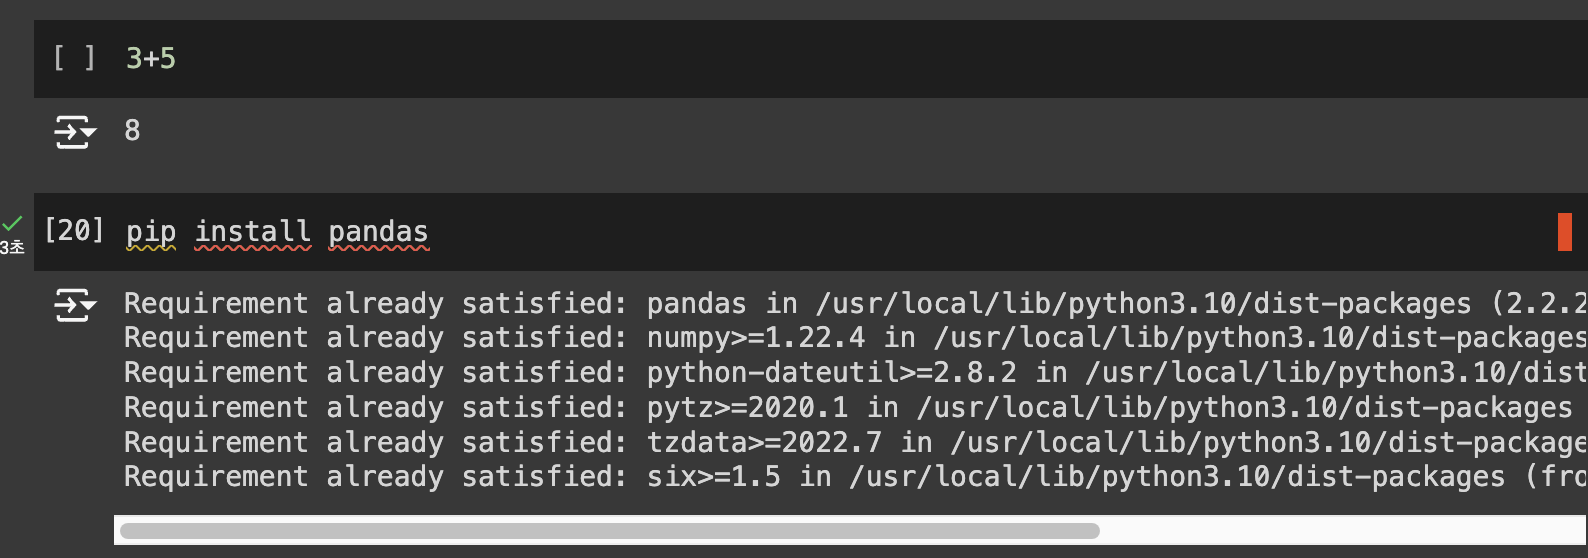 [ ] 3+5
8
[20] pip install pandas
3초
Requirement already satisfied: pandas in /usr/local/lib/python3.10/dist-packages (2.2.2
Requirement already satisfied: numpy>=1.22.4 in /usr/local/lib/python3.10/dist-packages
Requirement already satisfied: python-dateutil>=2.8.2 in /usr/local/lib/python3.10/dist
Requirement already satisfied: pytz>=2020.1 in /usr/local/lib/python3.10/dist-packages
Requirement already satisfied: tzdata>=2022.7 in /usr/local/lib/python3.10/dist-package
Requirement already satisfied: six>=1.5 in /usr/local/lib/python3.10/dist-packages (fro